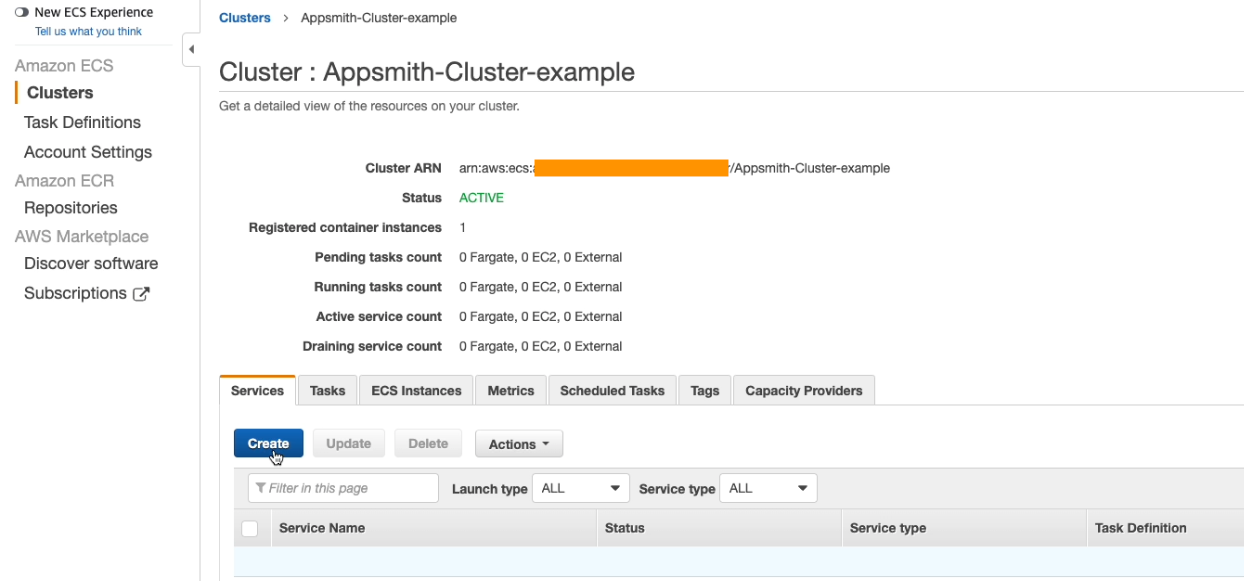 New ECS Experience
Tell us what you think
Amazon ECS
Clusters
Task Definitions
Account Settings
Amazon ECR
Repositories
AWS Marketplace
Discover software
Subscriptions
Clusters > Appsmith-Cluster-example
Cluster : Appsmith-Cluster-example
Get a detailed view of the resources on your cluster.
Cluster ARN arn:aws:ecs: /Appsmith-Cluster-example
Status ACTIVE
Registered container instances 1
Pending tasks count 0 Fargate, 0 EC2, 0 External
Running tasks count 0 Fargate, 0 EC2, 0 External
Active service count 0 Fargate, 0 EC2, 0 External
Draining service count 0 Fargate, 0 EC2, 0 External
Services Tasks ECS Instances Metrics Scheduled Tasks Tags Capacity Providers
Create Update Delete Actions
Filter in this page Launch type ALL Service type ALL
Service Name Status Service type Task Definition